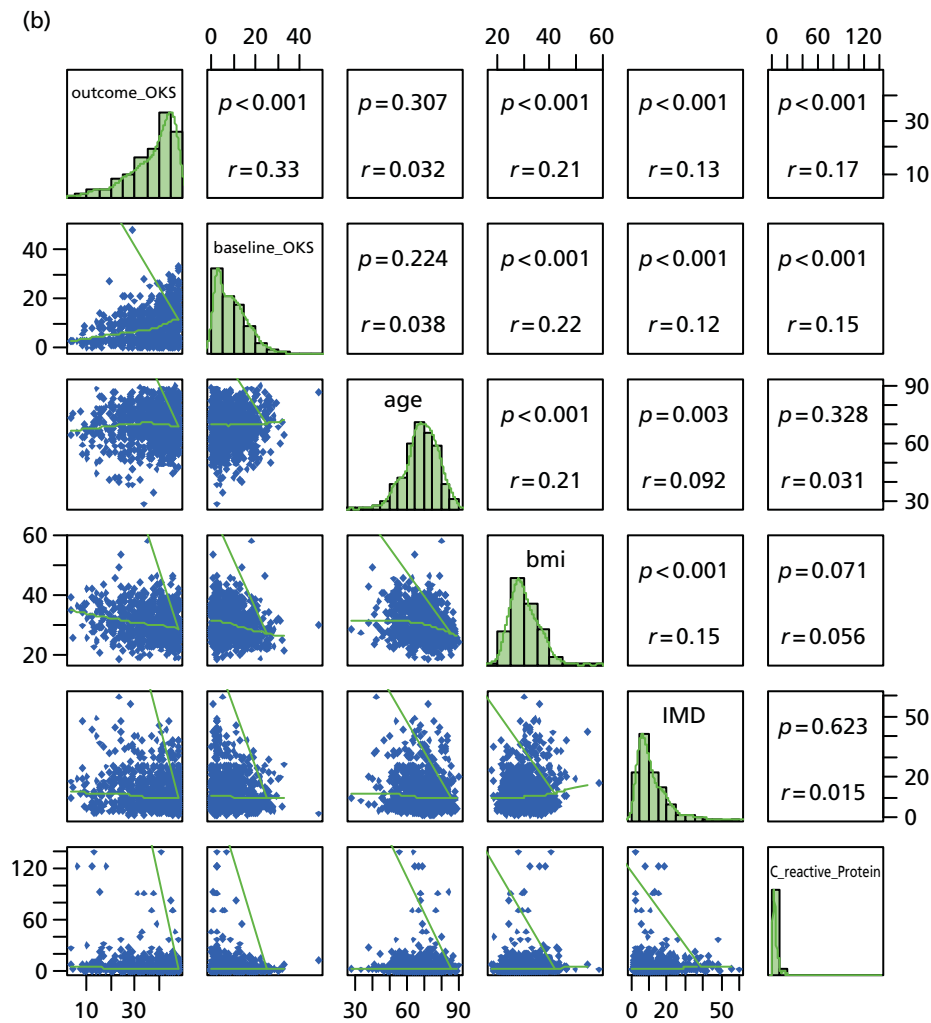 (b)
0 20 40 20 40 60 0 60 120
outcome_OKS
p<0.001 p=0.307 p<0.001 p<0.001 p<0.001
30
r=0.33 r=0.032 r=0.21 r=0.13 r=0.17
10
baseline_OKS
40
p=0.224 p<0.001 p<0.001 p<0.001
20
r=0.038 r=0.22 r=0.12 r=0.15
0
age
90
p<0.001 p=0.003 p=0.328
60
r=0.21 r=0.092 r=0.031
30
60
bmi
p<0.001 p=0.071
40
r=0.15 r=0.056
20
IMD
50
p=0.623
20
r=0.015
0
C_reactive_Protein
120
60
0
10 30 30 60 90 0 20 50